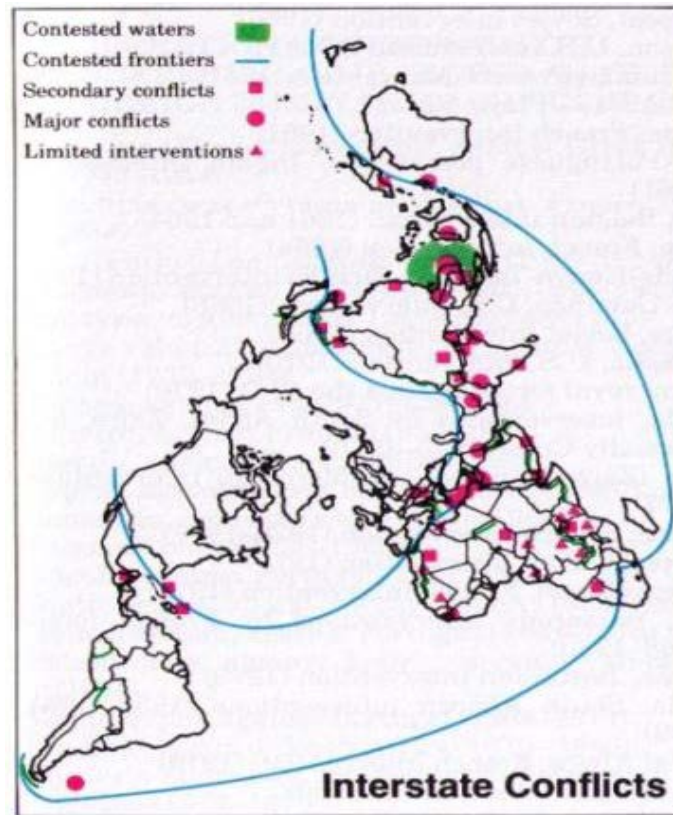 Contested waters
Contested frontiers
Secondary conflicts
Major conflicts
Limited interventions
Interstate Conflicts